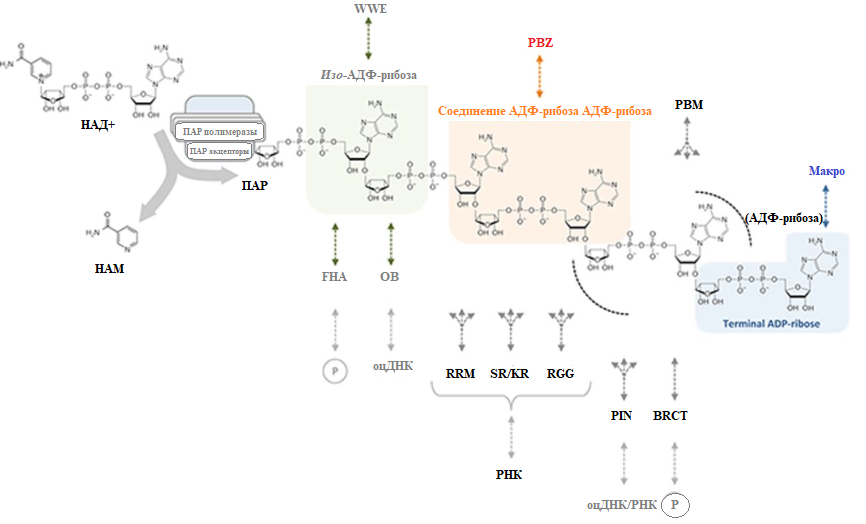 WWE
PBZ
Изо-АДФ-рибоза
Соединение АДФ-рибоза АДФ-рибоза
PBM
НАД+
ПАР полимеразы
ПАР акцепторы
ПАР
Макро
(АДФ-рибоза)
НАМ
FHA
OB
Terminal ADP-ribose
P
оцДНК
RRM
SR/KR
RGG
PIN
BRCT
РНК
оцДНК/РНК
P